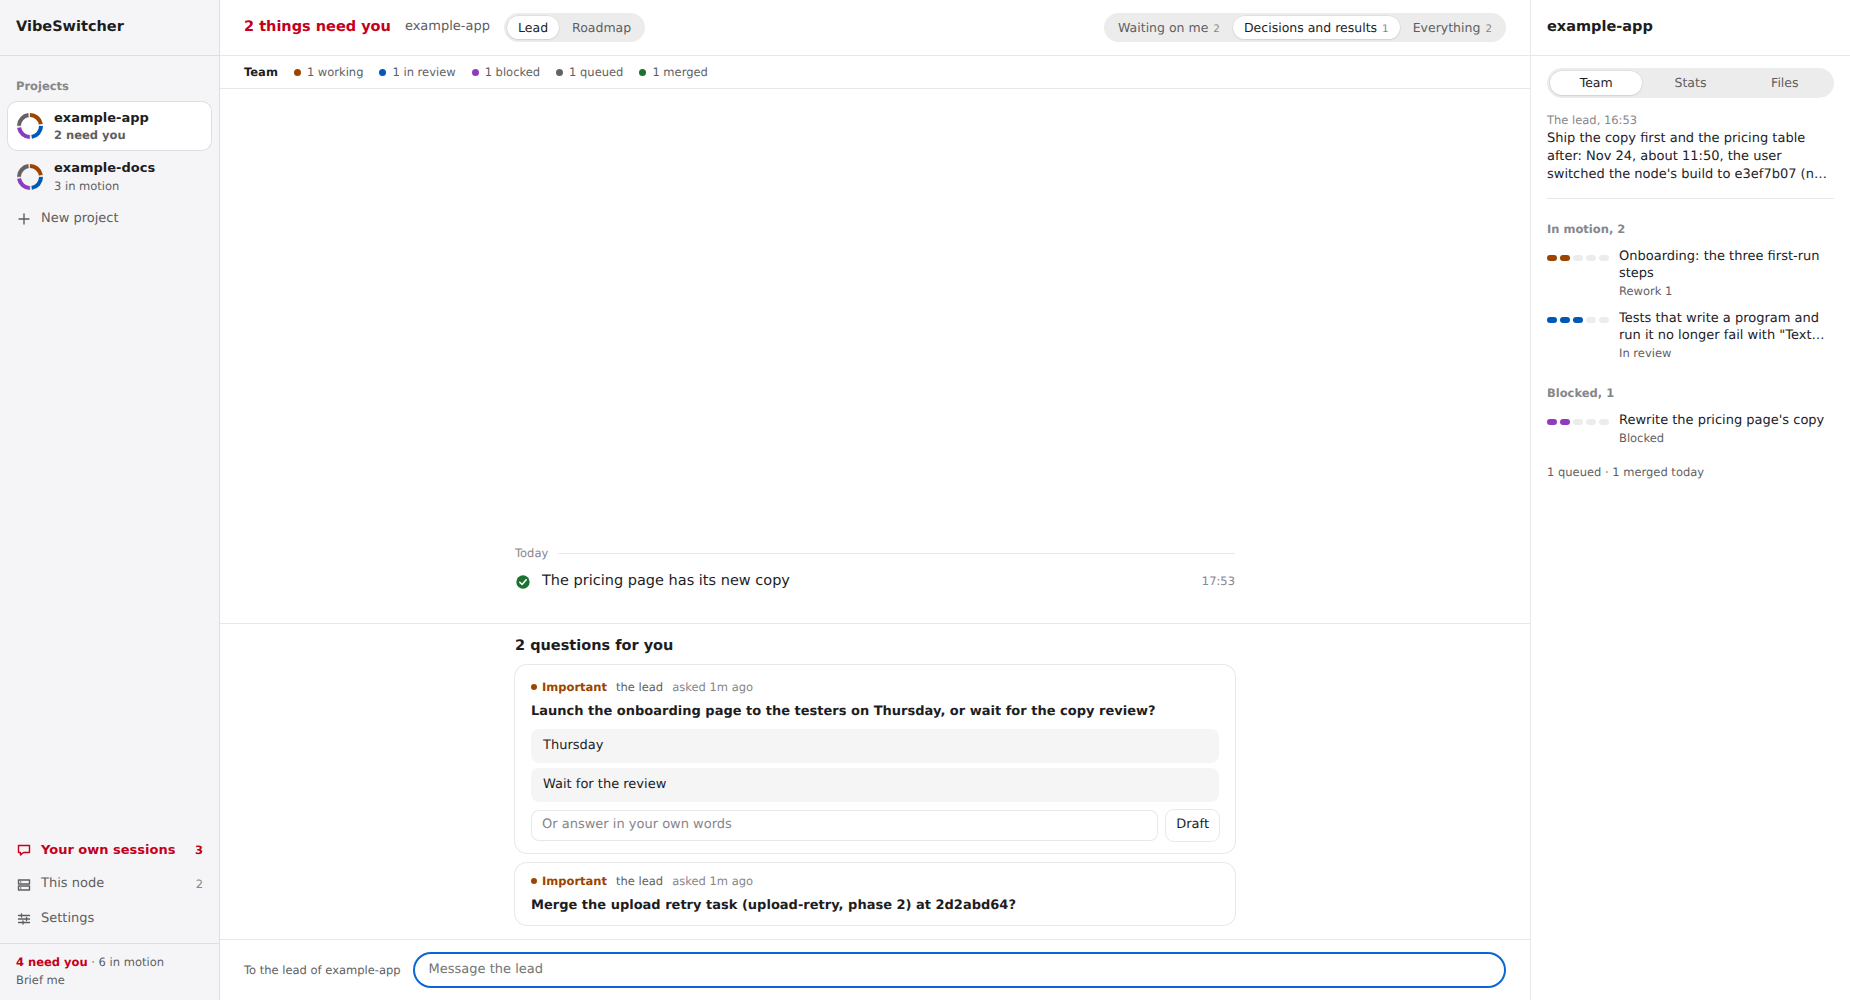 VibeSwitcher
Projects
example-app
2 need you
example-docs
3 in motion
New project
Your own sessions 3
This node 2
Settings
4 need you · 6 in motion
Brief me
2 things need you example-app Lead Roadmap
Waiting on me 2 Decisions and results 1 Everything 2
Team 1 working 1 in review 1 blocked 1 queued 1 merged
Today
The pricing page has its new copy 17:53
2 questions for you
Important the lead asked 1m ago
Launch the onboarding page to the testers on Thursday, or wait for the copy review?
Thursday
Wait for the review
Or answer in your own words Draft
Important the lead asked 1m ago
Merge the upload retry task (upload-retry, phase 2) at 2d2abd64?
To the lead of example-app Message the lead
example-app
Team Stats Files
The lead, 16:53
Ship the copy first and the pricing table
after: Nov 24, about 11:50, the user
switched the node's build to e3ef7b07 (n…
In motion, 2
Onboarding: the three first-run
steps
Rework 1
Tests that write a program and
run it no longer fail with "Text…
In review
Blocked, 1
Rewrite the pricing page's copy
Blocked
1 queued · 1 merged today